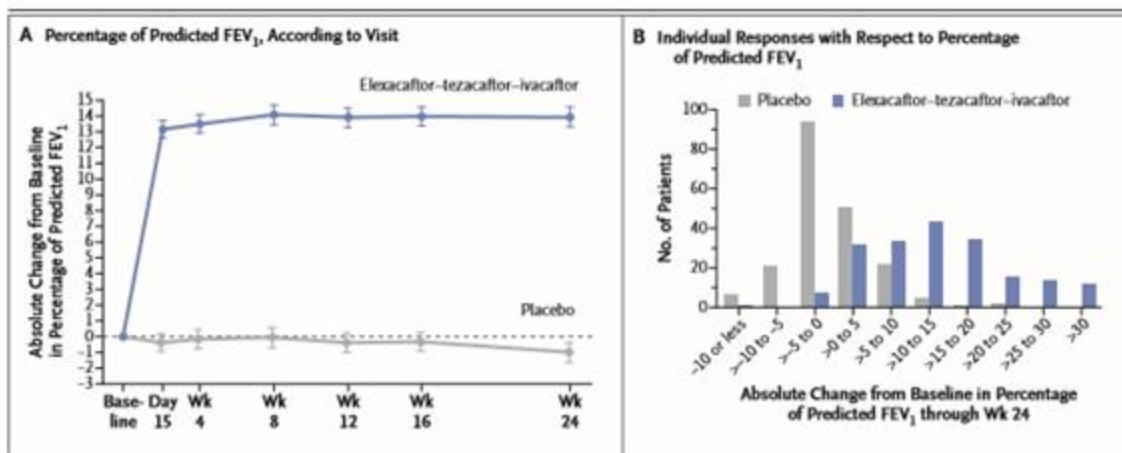 A Percentage of Predicted FEV₁, According to Visit
Elexacaftor–tezacaftor–ivacaftor
Absolute Change from Baseline
in Percentage of Predicted FEV₁
15
14
13
12
11
10
9
8
7
6
5
4
3
2
1
0
-1
-2
-3
Placebo
Base- Day Wk Wk Wk Wk Wk
line 15 4 8 12 16 24
B Individual Responses with Respect to Percentage
of Predicted FEV₁
Placebo Elexacaftor–tezacaftor–ivacaftor
No. of Patients
100
80
60
40
20
0
-10 or less
>-10 to -5
>-5 to 0
>0 to 5
>5 to 10
>10 to 15
>15 to 20
>20 to 25
>25 to 30
>30
Absolute Change from Baseline in Percentage
of Predicted FEV₁ through Wk 24